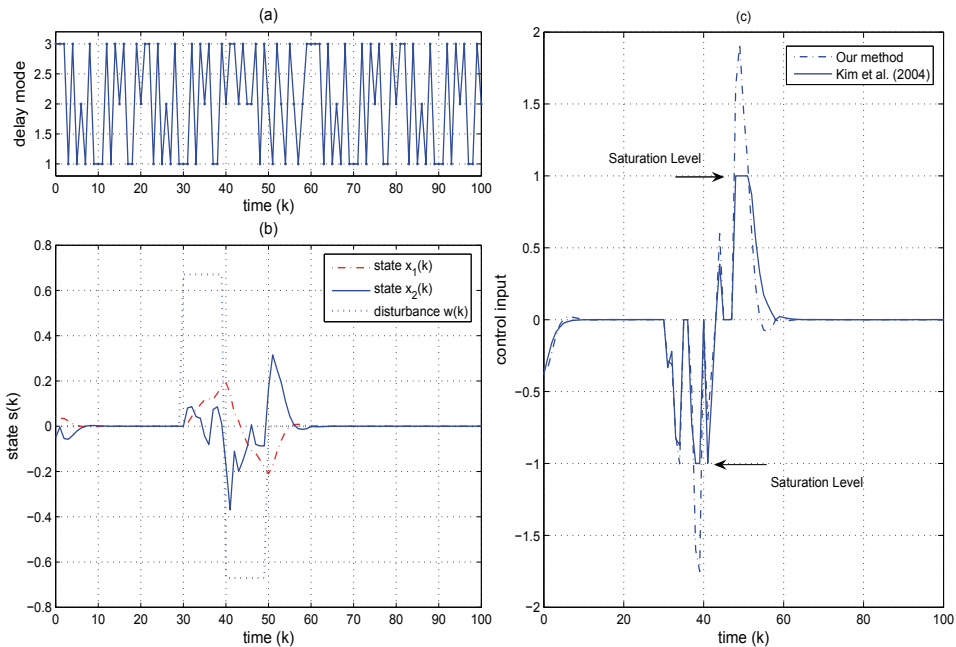 (a)
delay mode
3
2.5
2
1.5
1
0 10 20 30 40 50 60 70 80 90 100
time (k)
(b)
state s(k)
0.8
0.6
0.4
0.2
0
−0.2
−0.4
−0.6
−0.8
state x1(k)
state x2(k)
disturbance w(k)
0 10 20 30 40 50 60 70 80 90 100
time (k)
(c)
control input
2
1.5
1
0.5
0
−0.5
−1
−1.5
−2
Our method
Kim et al. (2004)
Saturation Level
Saturation Level
0 20 40 60 80 100
time (k)